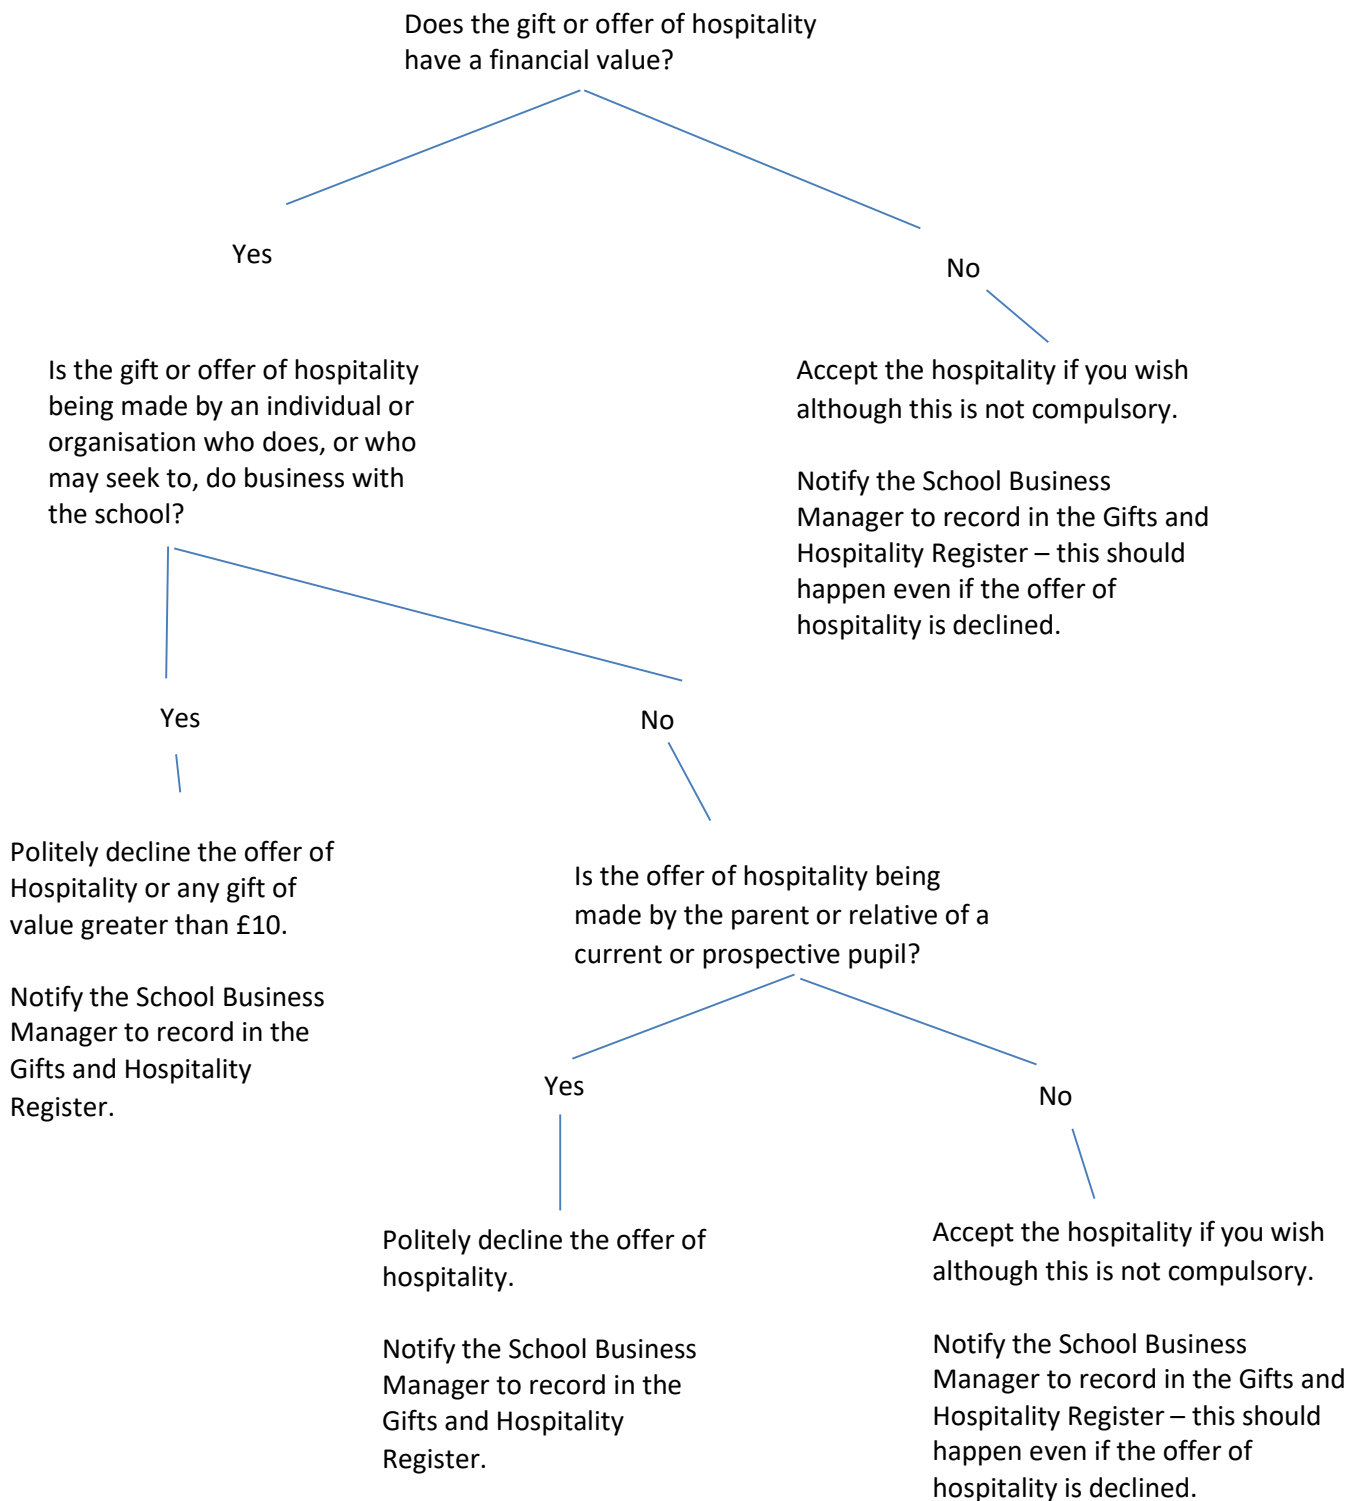 Does the gift or offer of hospitality
have a financial value?
Yes
No
Is the gift or offer of hospitality
being made by an individual or
organisation who does, or who
may seek to, do business with
the school?
Accept the hospitality if you wish
although this is not compulsory.
Notify the School Business
Manager to record in the Gifts and
Hospitality Register – this should
happen even if the offer of
hospitality is declined.
Yes
No
Politely decline the offer of
Hospitality or any gift of
value greater than £10.
Notify the School Business
Manager to record in the
Gifts and Hospitality
Register.
Is the offer of hospitality being
made by the parent or relative of a
current or prospective pupil?
Yes
No
Politely decline the offer of
hospitality.
Notify the School Business
Manager to record in the
Gifts and Hospitality
Register.
Accept the hospitality if you wish
although this is not compulsory.
Notify the School Business
Manager to record in the Gifts and
Hospitality Register – this should
happen even if the offer of
hospitality is declined.